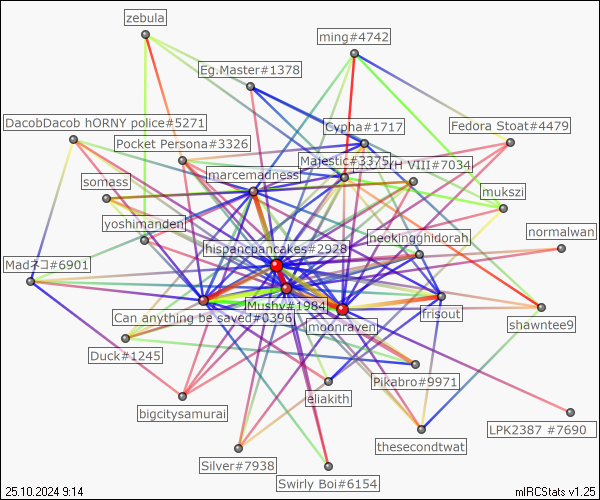 zebula
ming#4742
Eg.Master#1378
DacobDacob hORNY police#5271
Cypha#1717
Fedora Stoat#4479
Pocket Persona#3326
Majestic#3375
H VIII#7034
marcemadness
somass
mukszi
yoshimanden
normalwan
hispancpancakes#2928
neokingghidorah
Madネコ#6901
Mushy#1984
Can anything be saved#0396
moonraven
frisout
shawntee9
Duck#1245
Pikabro#9971
eliakith
bigcitysamurai
LPK2387 #7690
thesecondtwat
Silver#7938
Swirly Boi#6154
25.10.2024 9:14
mIRCStats v1.25